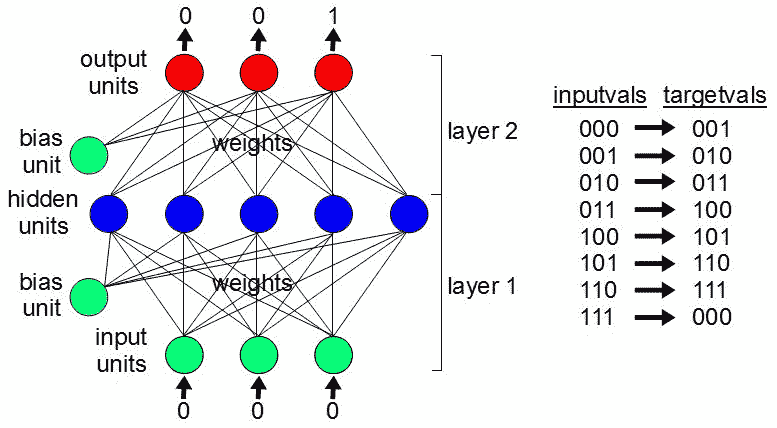 0 0 1
output
units
bias
unit
weights
layer 2
hidden
units
bias
unit
weights
layer 1
input
units
0 0 0
inputvals targetvals
000 001
001 010
010 011
011 100
100 101
101 110
110 111
111 000